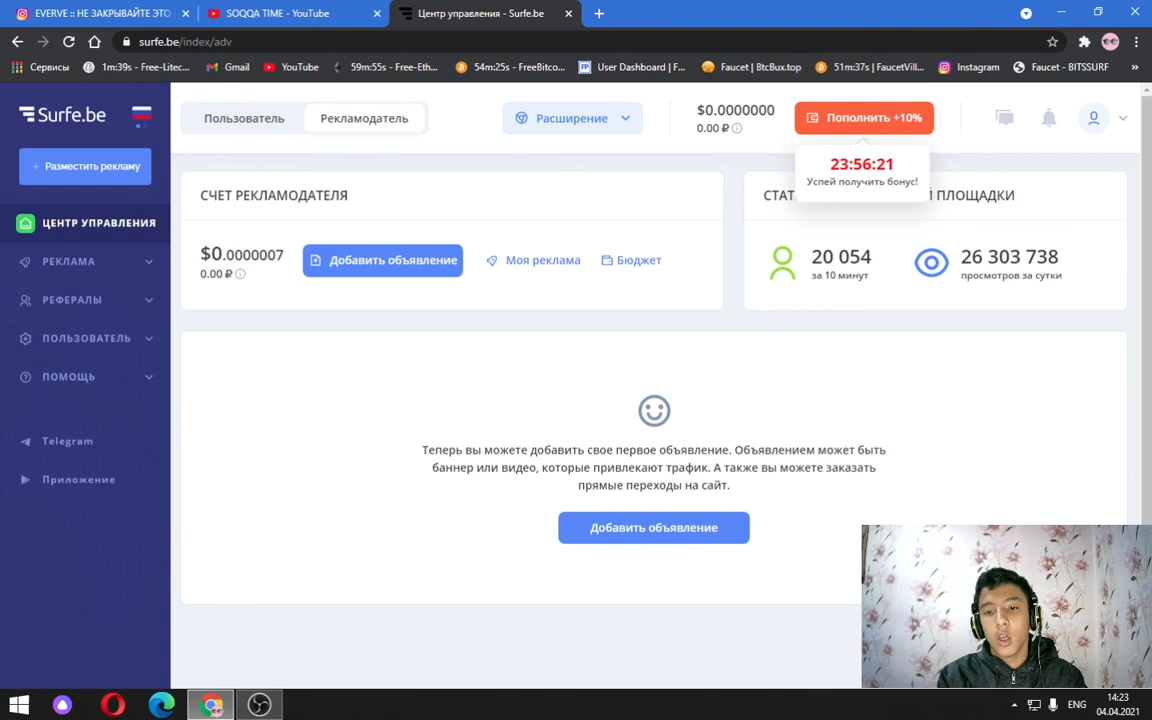 EVERVE :: НЕ ЗАКРЫВАЙТЕ ЭТО
SOQQA TIME - YouTube
Центр управления - Surfe.be
surfe.be/index/adv
Сервисы
1m:39s - Free-Litec...
Gmail
YouTube
59m:55s - Free-Eth...
54m:25s - FreeBitco...
User Dashboard | F...
Faucet | BtcBux.top
51m:37s | FaucetVill...
Instagram
Faucet - BITSSURF
»
Surfe.be
Пользователь
Рекламодатель
Расширение
$0.0000000
0.00 ₽
Пополнить +10%
23:56:21
Успей получить бонус!
+ Разместить рекламу
ЦЕНТР УПРАВЛЕНИЯ
РЕКЛАМА
РЕФЕРАЛЫ
ПОЛЬЗОВАТЕЛЬ
ПОМОЩЬ
Telegram
Приложение
СЧЕТ РЕКЛАМОДАТЕЛЯ
$0.0000007
0.00 ₽
Добавить объявление
Моя реклама
Бюджет
СТАТ
ПЛОЩАДКИ
20 054
за 10 минут
26 303 738
просмотров за сутки
Теперь вы можете добавить свое первое объявление. Объявлением может быть
баннер или видео, которые привлекают трафик. А также вы можете заказать
прямые переходы на сайт.
Добавить объявление
ENG
14:23
04.04.2021